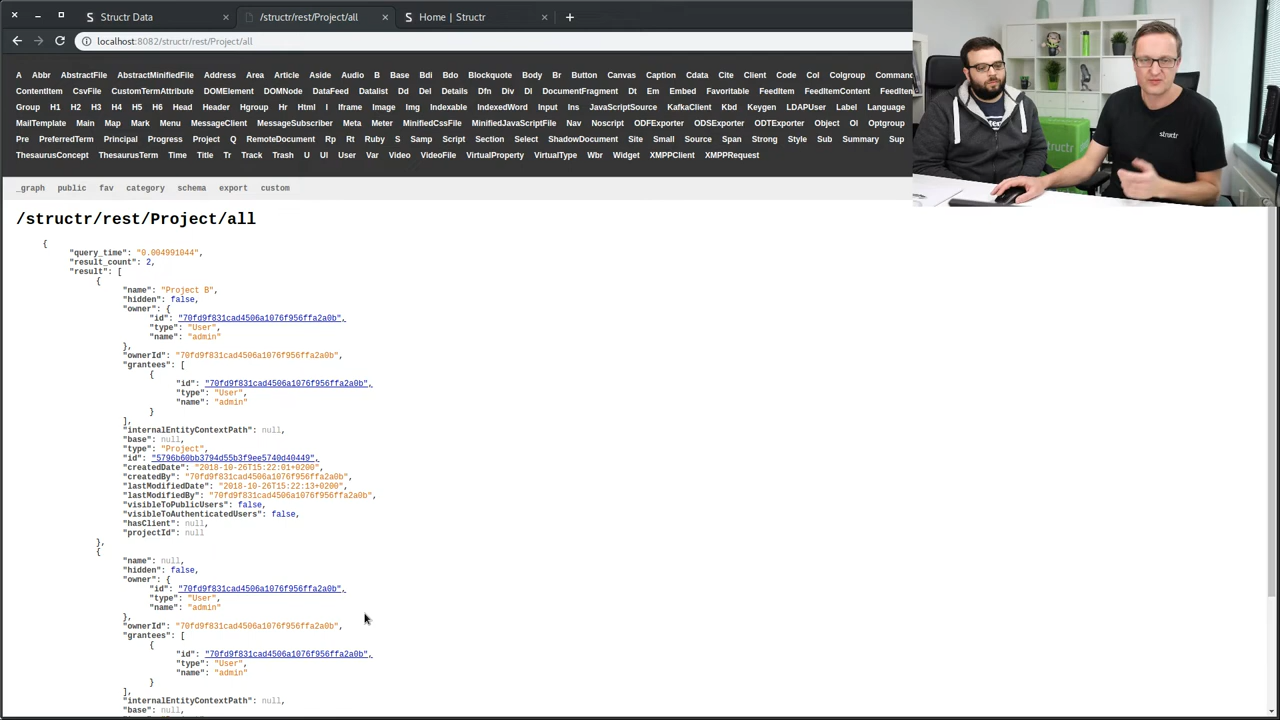 Structr Data
/structr/rest/Project/all
Home | Structr
localhost:8082/structr/rest/Project/all
A Abbr AbstractFile AbstractMinifiedFile Address Area Article Aside Audio B Base Bdi Bdo Blockquote Body Br Button Canvas Caption Cdata Cite Client Code Col Colgroup
ContentItem CsvFile CustomTermAttribute DOMElement DOMNode DataFeed Datalist Dd Del Details Dfn Div Dl DocumentFragment Dt Em Embed Favoritable FeedItem FeedItemContent
Group H1 H2 H3 H4 H5 H6 Head Header Hgroup Hr Html I Iframe Image Img Indexable IndexedWord Input Ins JavaScriptSource KafkaClient Kbd Keygen LDAPUser Label Language
MailTemplate Main Map Mark Menu MessageClient MessageSubscriber Meta Meter MinifiedCssFile MinifiedJavaScriptFile Nav Noscript ODFExporter ODSExporter ODTExporter Object Ol Optgroup
Pre PreferredTerm Principal Progress Project Q RemoteDocument Rp Rt Ruby S Samp Script Section Select ShadowDocument Site Small Source Span Strong Style Sub Summary Sup
ThesaurusConcept ThesaurusTerm Time Title Tr Track Trash U Ul User Var Video VideoFile VirtualProperty VirtualType Wbr Widget XMPPClient XMPPRequest
_graph public fav category schema export custom
/structr/rest/Project/all
{
"query_time": "0.004991044",
"result_count": 2,
"result": [
{
"name": "Project B",
"hidden": false,
"owner": {
"id": "70fd9f831cad4506a1076f956ffa2a0b",
"type": "User",
"name": "admin"
},
"ownerId": "70fd9f831cad4506a1076f956ffa2a0b",
"grantees": [
{
"id": "70fd9f831cad4506a1076f956ffa2a0b",
"type": "User",
"name": "admin"
}
],
"internalEntityContextPath": null,
"base": null,
"type": "Project",
"id": "5796b60bb3794d55b3f9ee5740d40449",
"createdDate": "2018-10-26T15:22:01+0200",
"createdBy": "70fd9f831cad4506a1076f956ffa2a0b",
"lastModifiedDate": "2018-10-26T15:22:13+0200",
"lastModifiedBy": "70fd9f831cad4506a1076f956ffa2a0b",
"visibleToPublicUsers": false,
"visibleToAuthenticatedUsers": false,
"hasClient": null,
"projectId": null
},
{
"name": null,
"hidden": false,
"owner": {
"id": "70fd9f831cad4506a1076f956ffa2a0b",
"type": "User",
"name": "admin"
},
"ownerId": "70fd9f831cad4506a1076f956ffa2a0b",
"grantees": [
{
"id": "70fd9f831cad4506a1076f956ffa2a0b",
"type": "User",
"name": "admin"
}
],
"internalEntityContextPath": null,
"base": null,
structr